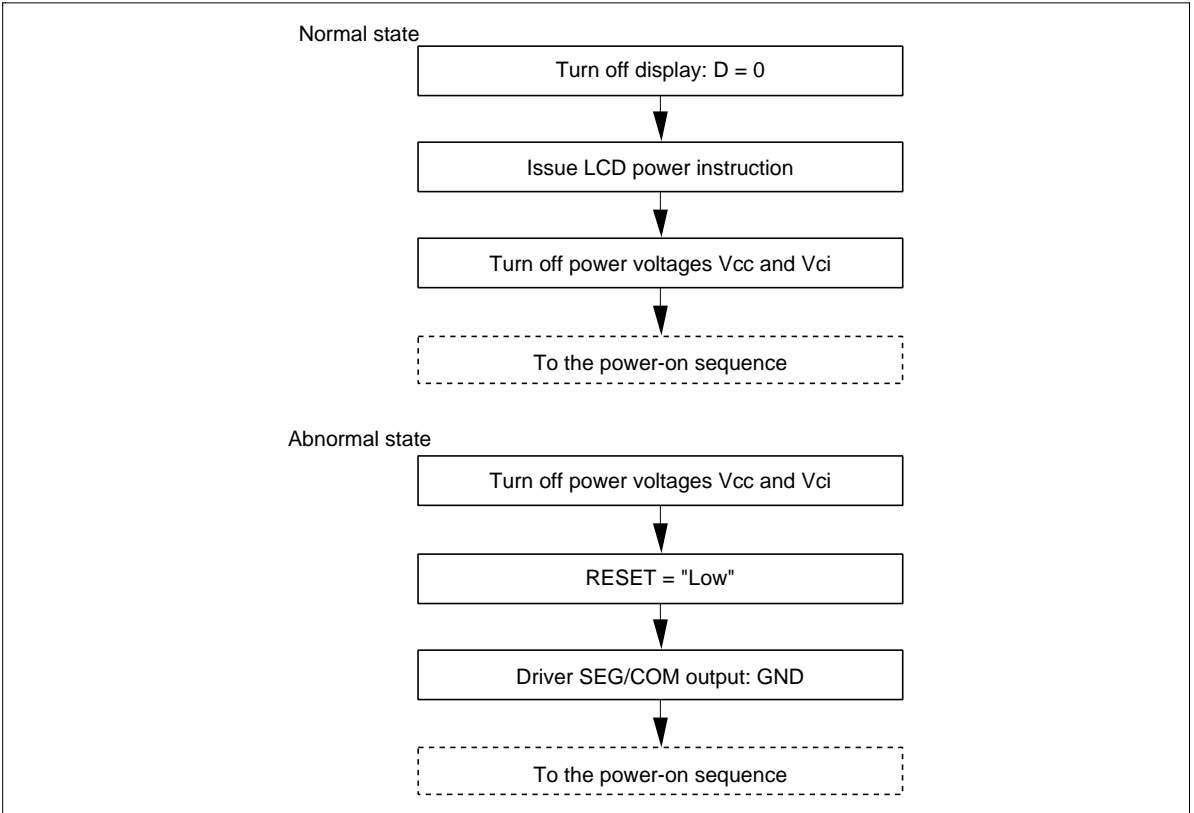 Normal state
Turn off display: D = 0
Issue LCD power instruction
Turn off power voltages Vcc and Vci
To the power-on sequence
Abnormal state
Turn off power voltages Vcc and Vci
RESET = "Low"
Driver SEG/COM output: GND
To the power-on sequence